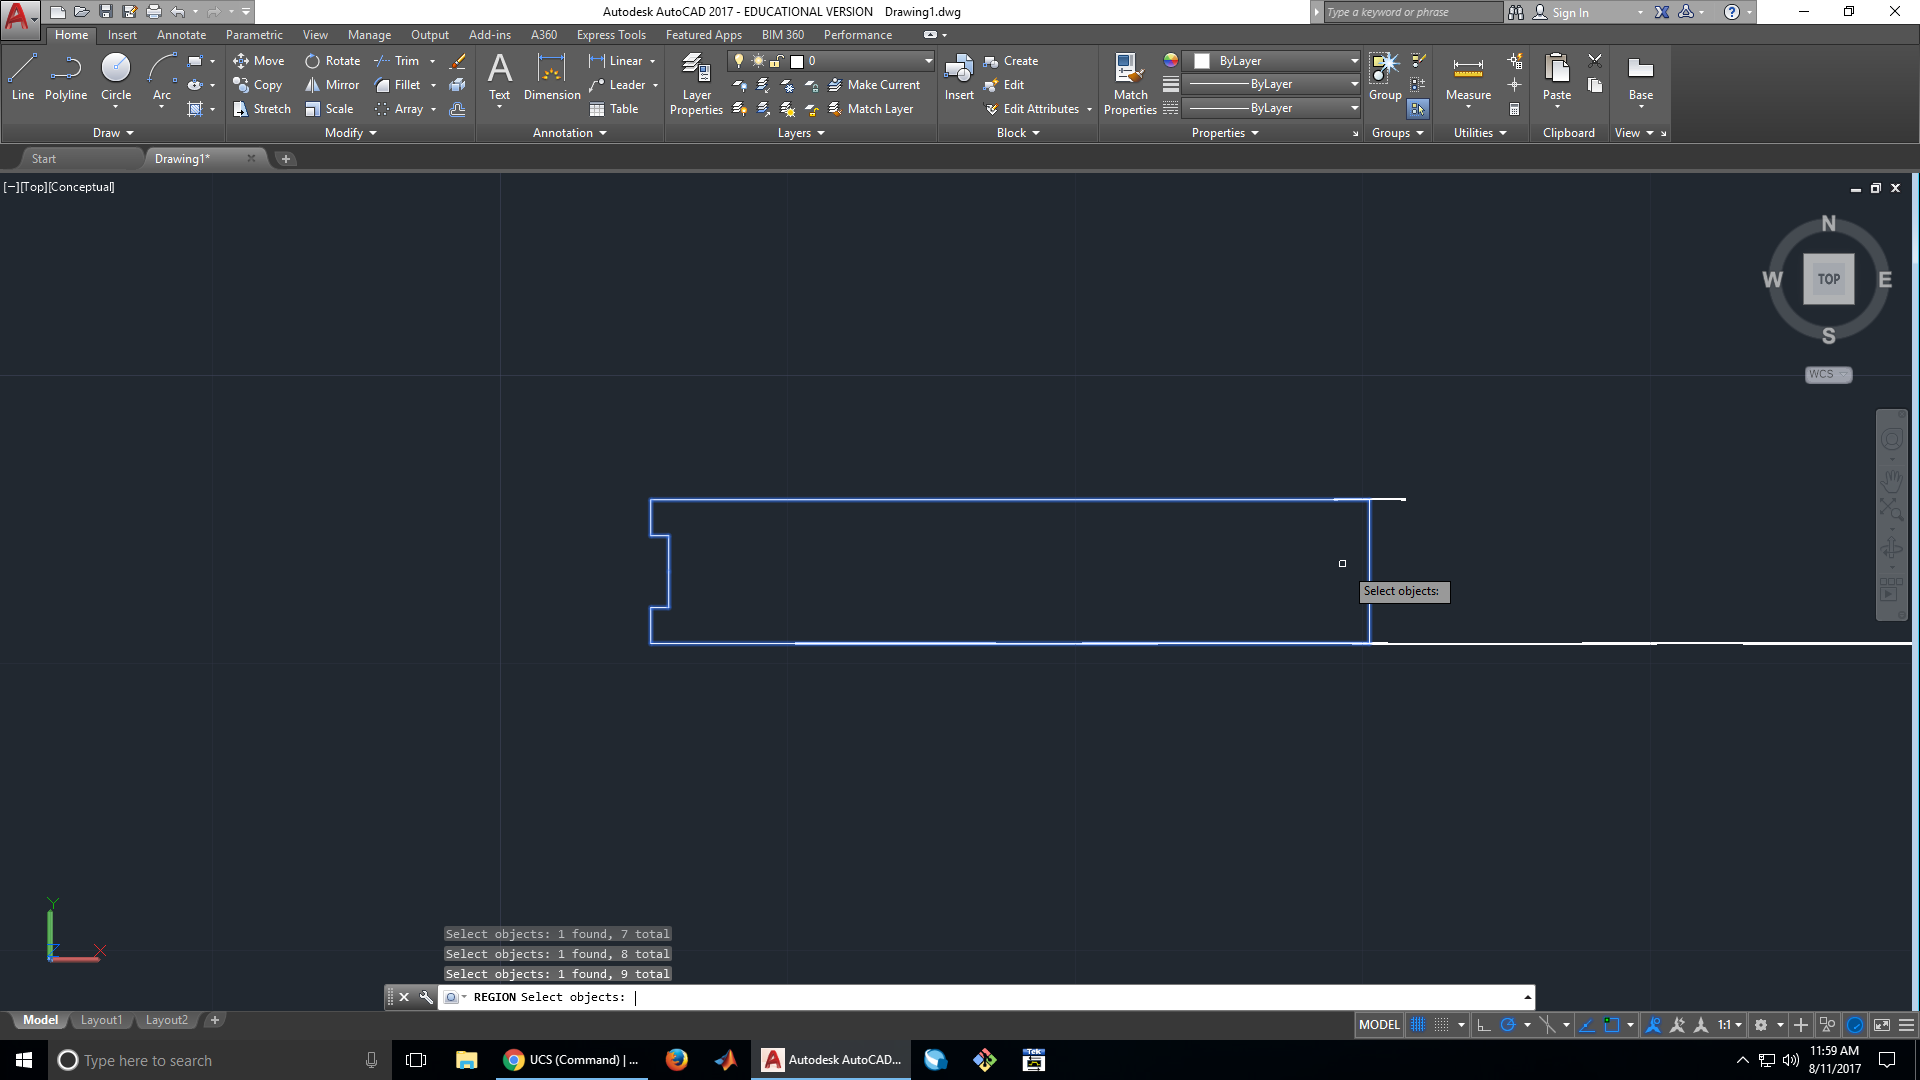 Autodesk AutoCAD 2017 - EDUCATIONAL VERSION    Drawing1.dwg
Type a keyword or phrase
Sign In
Home Insert Annotate Parametric View Manage Output Add-ins A360 Express Tools Featured Apps BIM 360 Performance
Line Polyline Circle Arc
Draw
Move Rotate Trim
Copy Mirror Fillet
Stretch Scale Array
Modify
Text Dimension
Linear
Leader
Table
Annotation
Layer Properties
0
Make Current
Match Layer
Layers
Insert
Create
Edit
Edit Attributes
Block
Match Properties
ByLayer
ByLayer
ByLayer
Properties
Group
Groups
Measure
Utilities
Paste
Clipboard
Base
View
Start
Drawing1*
[−][Top][Conceptual]
N
W TOP E
S
WCS
Select objects:
Y
X
Select objects: 1 found, 7 total
Select objects: 1 found, 8 total
Select objects: 1 found, 9 total
REGION Select objects:
Model Layout1 Layout2
MODEL 1:1
Type here to search
UCS (Command) | ...
Autodesk AutoCAD...
Tek
11:59 AM
8/11/2017